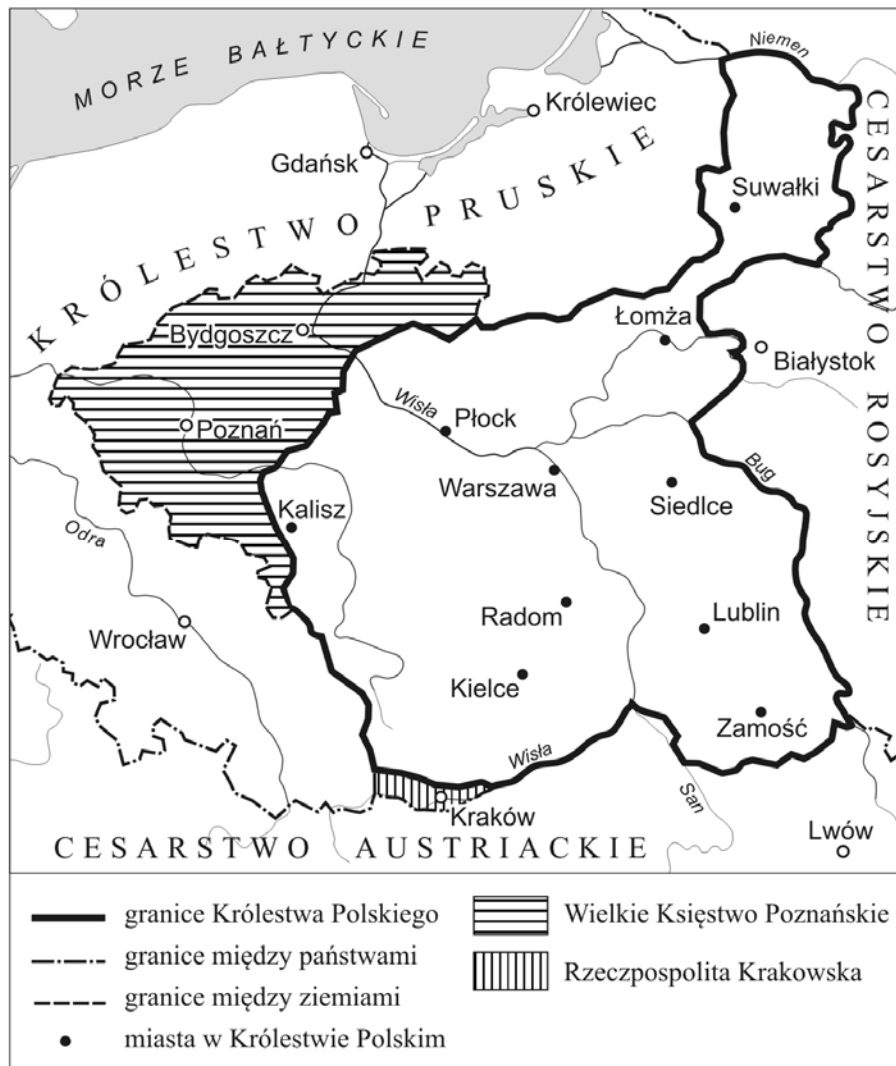 MORZE BAŁTYCKIE
Niemen
Królewiec
Gdańsk
CESARSTWO ROSYJSKIE
KRÓLESTWO PRUSKIE
Suwałki
Bydgoszcz
Łomża
Białystok
Wisła
Płock
Poznań
Warszawa
Bug
Siedlce
Kalisz
Odra
Radom
Lublin
Wrocław
Kielce
Zamość
Wisła
San
Kraków
Lwów
CESARSTWO AUSTRIACKIE
granice Królestwa Polskiego
granice między państwami
granice między ziemiami
miasta w Królestwie Polskim
Wielkie Księstwo Poznańskie
Rzeczpospolita Krakowska